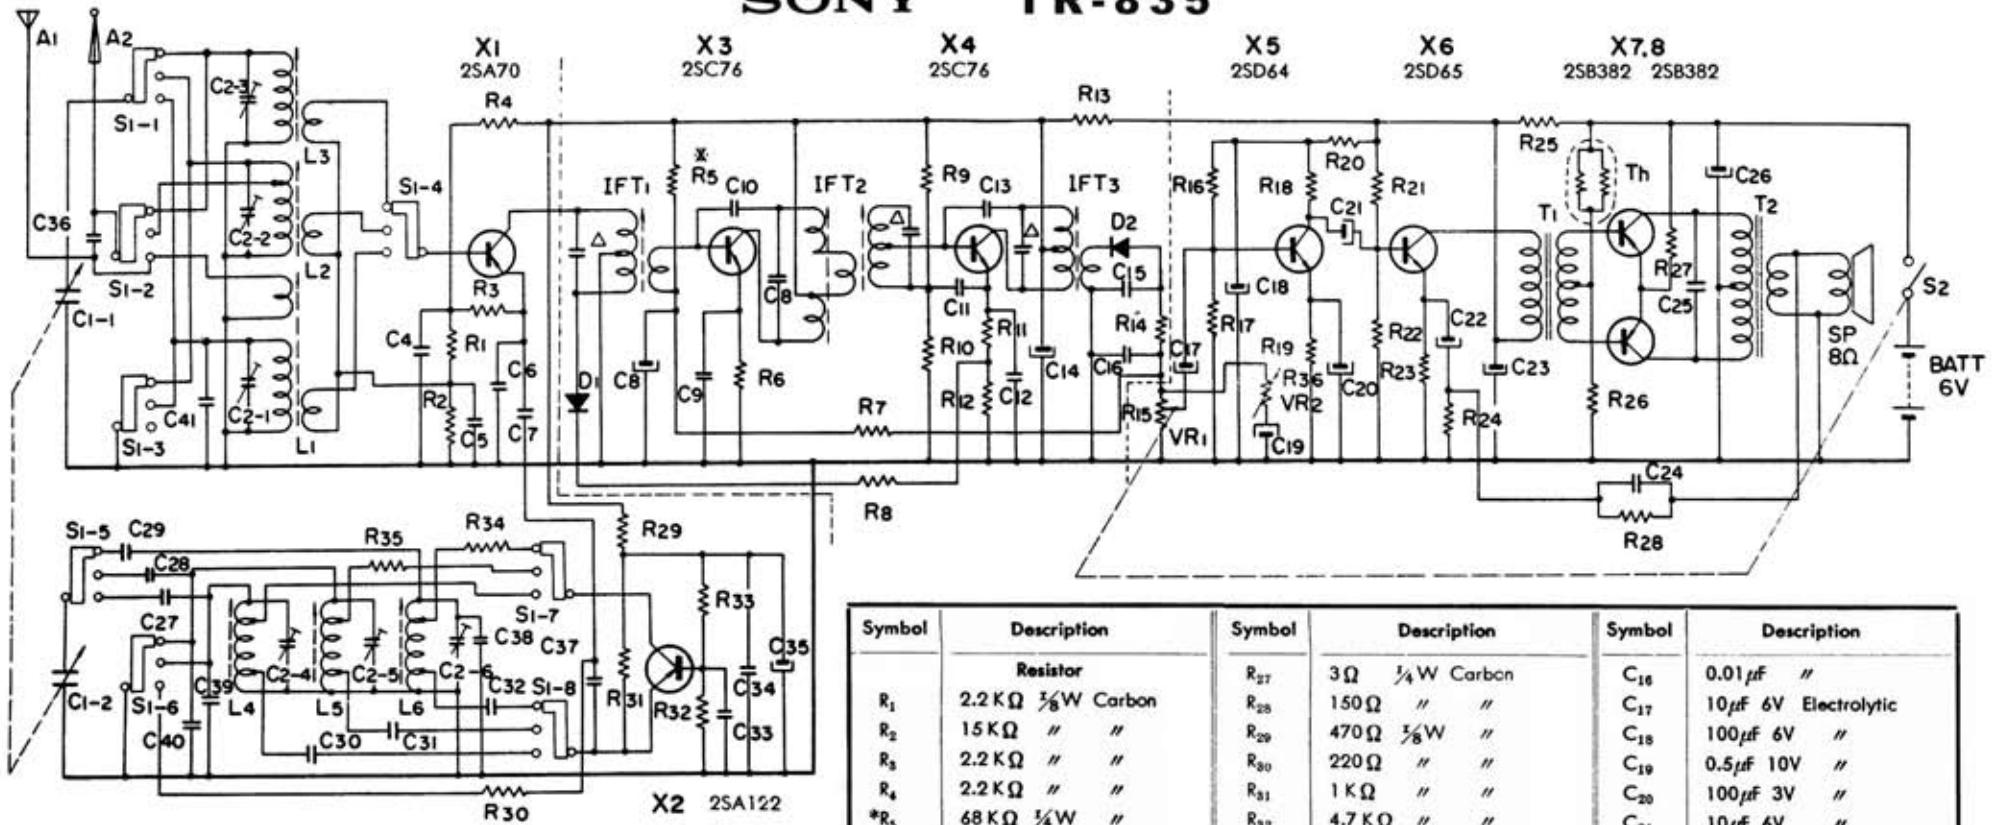 SONY TR-835
A1 A2
X1 X3 X4 X5 X6 X7,8
2SA70 2SC76 2SC76 2SD64 2SD65 2SB382 2SB382
C2-3 R4 R13
S1-1
L3 R5 R25
S1-4 IFT1 C10 IFT2 R9 C13 IFT3 R16 R18 R20 R21 Th C26
C36 C21 T1 T2
D2
C2-2
L2
S1-2 R3 C8 C15 C18 R27 S2
C1-1 C11 C25
C4 R1 C6 R11 R14 C17 R17 R19 R22 C22 SP
8Ω
D1 C8 C9 R6 R10 C14 C16 R36 C20 R23 C23 BATT
6V
C41 C2-1 R2 R12 C12 R15 VR2 R26
S1-3 L1 C5 C7 R7 VR1 C19 R24
C24
R8
S1-5 C29 R35 R34 R29 R28
C28
C27 S1-7 R33
C38 C37 C35
C2-4 C2-5 C2-6
C1-2 S1-6 C39 L4 L5 L6 C32 S1-8 R31 R32 C34
C40 C30 C31 C33
R30 X2 2SA122
Symbol Description Symbol Description Symbol Description
Resistor R27 3Ω ¼W Carbon C16 0.01µF 〃
R1 2.2KΩ ⅛W Carbon R28 150Ω 〃 〃 C17 10µF 6V Electrolytic
R2 15KΩ 〃 〃 R29 470Ω ⅛W 〃 C18 100µF 6V 〃
R3 2.2KΩ 〃 〃 R30 220Ω 〃 〃 C19 0.5µF 10V 〃
R4 2.2KΩ 〃 〃 R31 1KΩ 〃 〃 C20 100µF 3V 〃
*R5 68KΩ ¼W 〃 R32 4.7KΩ 〃 〃 10µF 6V 〃